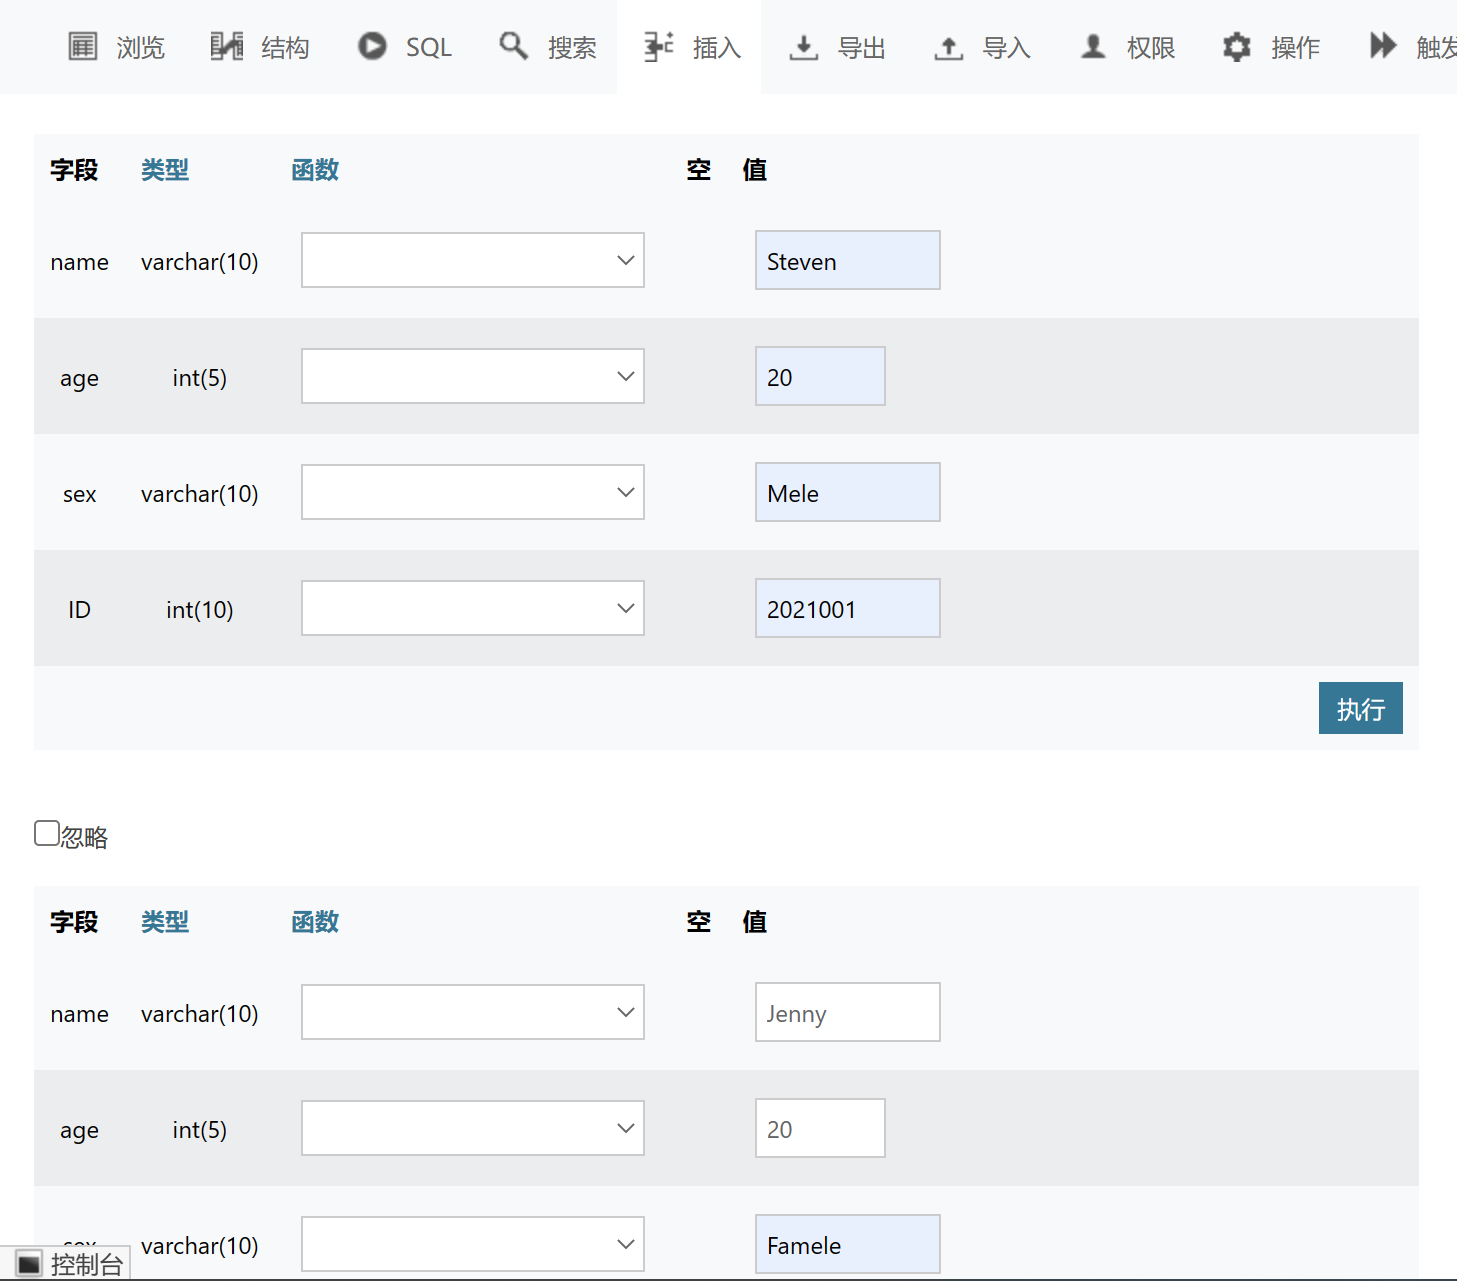 浏览 结构 SQL 搜索 插入 导出 导入 权限 操作 触发
字段 类型 函数 空 值
name varchar(10) Steven
age int(5) 20
sex varchar(10) Mele
ID int(10) 2021001
执行
忽略
字段 类型 函数 空 值
name varchar(10) Jenny
age int(5) 20
sex varchar(10) Famele
控制台